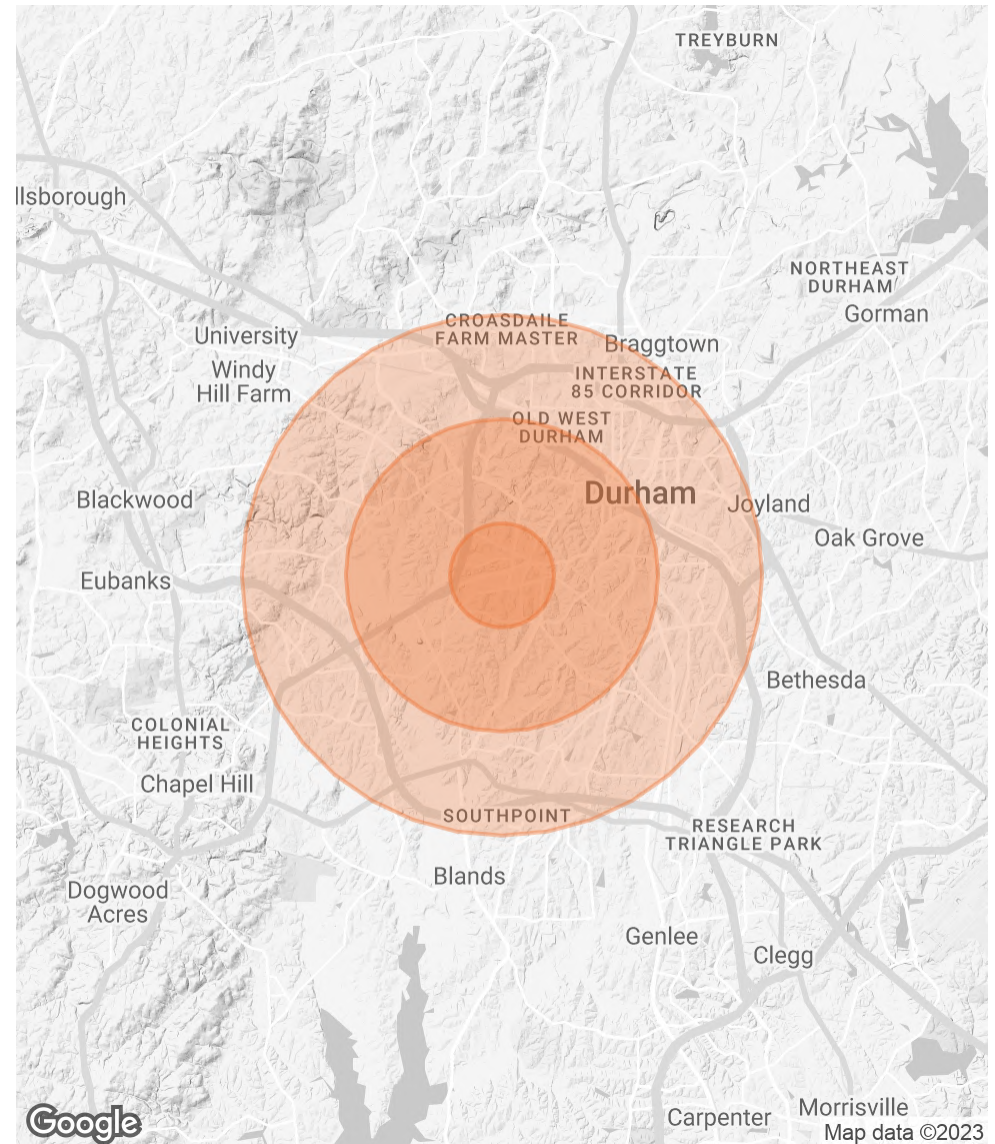 TREYBURN
llsborough
NORTHEAST
DURHAM
Gorman
CROASDAILE
FARM MASTER
University
Braggtown
Windy
Hill Farm
INTERSTATE
85 CORRIDOR
OLD WEST
DURHAM
Durham
Blackwood
Joyland
Oak Grove
Eubanks
Bethesda
COLONIAL
HEIGHTS
Chapel Hill
SOUTHPOINT
RESEARCH
TRIANGLE PARK
Blands
Dogwood
Acres
Genlee
Clegg
Carpenter
Morrisville
Google
Map data ©2023